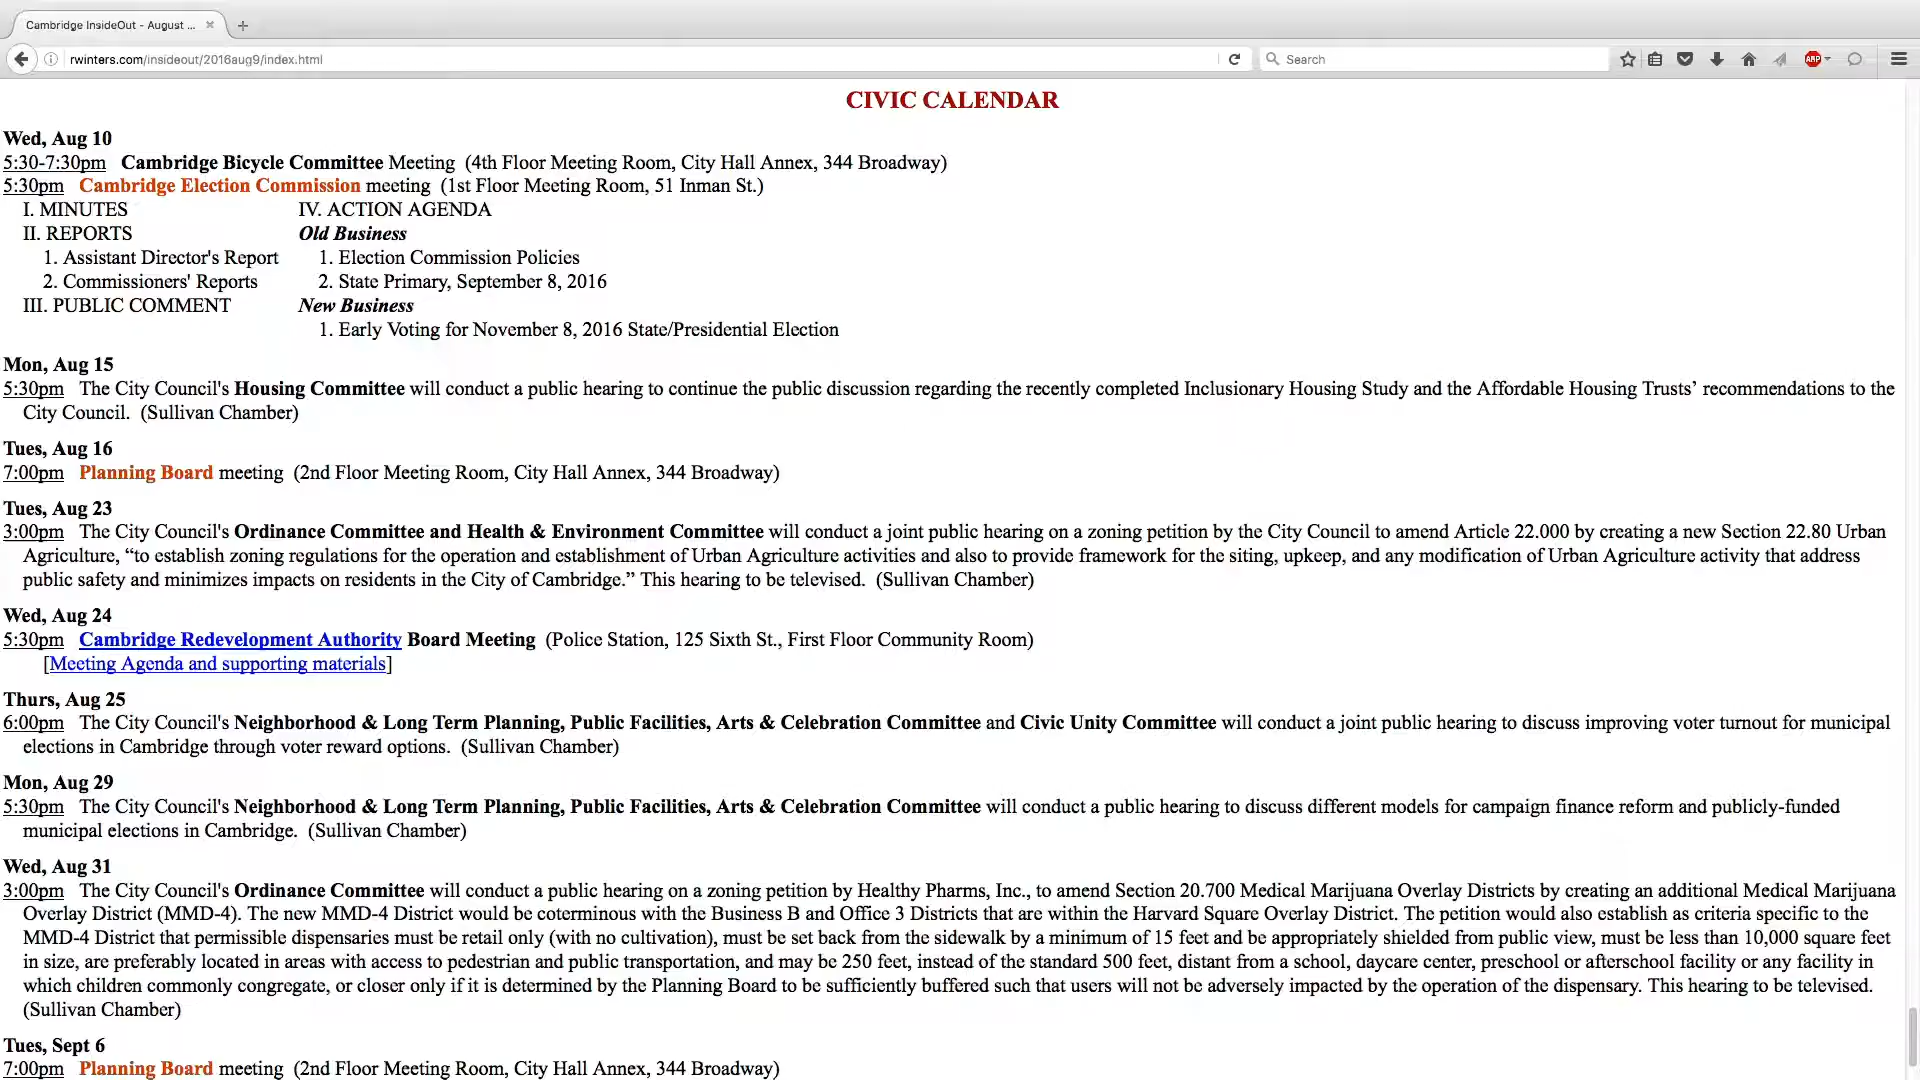 Cambridge InsideOut - August ...
rwinters.com/insideout/2016aug9/index.html
Search
ABP
CIVIC CALENDAR
Wed, Aug 10
5:30-7:30pm Cambridge Bicycle Committee Meeting (4th Floor Meeting Room, City Hall Annex, 344 Broadway)
5:30pm Cambridge Election Commission meeting (1st Floor Meeting Room, 51 Inman St.)
I. MINUTES
II. REPORTS
1. Assistant Director's Report
2. Commissioners' Reports
III. PUBLIC COMMENT
IV. ACTION AGENDA
Old Business
1. Election Commission Policies
2. State Primary, September 8, 2016
New Business
1. Early Voting for November 8, 2016 State/Presidential Election
Mon, Aug 15
5:30pm The City Council's Housing Committee will conduct a public hearing to continue the public discussion regarding the recently completed Inclusionary Housing Study and the Affordable Housing Trusts’ recommendations to the
City Council. (Sullivan Chamber)
Tues, Aug 16
7:00pm Planning Board meeting (2nd Floor Meeting Room, City Hall Annex, 344 Broadway)
Tues, Aug 23
3:00pm The City Council's Ordinance Committee and Health & Environment Committee will conduct a joint public hearing on a zoning petition by the City Council to amend Article 22.000 by creating a new Section 22.80 Urban
Agriculture, “to establish zoning regulations for the operation and establishment of Urban Agriculture activities and also to provide framework for the siting, upkeep, and any modification of Urban Agriculture activity that address
public safety and minimizes impacts on residents in the City of Cambridge.” This hearing to be televised. (Sullivan Chamber)
Wed, Aug 24
5:30pm Cambridge Redevelopment Authority Board Meeting (Police Station, 125 Sixth St., First Floor Community Room)
[Meeting Agenda and supporting materials]
Thurs, Aug 25
6:00pm The City Council's Neighborhood & Long Term Planning, Public Facilities, Arts & Celebration Committee and Civic Unity Committee will conduct a joint public hearing to discuss improving voter turnout for municipal
elections in Cambridge through voter reward options. (Sullivan Chamber)
Mon, Aug 29
5:30pm The City Council's Neighborhood & Long Term Planning, Public Facilities, Arts & Celebration Committee will conduct a public hearing to discuss different models for campaign finance reform and publicly-funded
municipal elections in Cambridge. (Sullivan Chamber)
Wed, Aug 31
3:00pm The City Council's Ordinance Committee will conduct a public hearing on a zoning petition by Healthy Pharms, Inc., to amend Section 20.700 Medical Marijuana Overlay Districts by creating an additional Medical Marijuana
Overlay District (MMD-4). The new MMD-4 District would be coterminous with the Business B and Office 3 Districts that are within the Harvard Square Overlay District. The petition would also establish as criteria specific to the
MMD-4 District that permissible dispensaries must be retail only (with no cultivation), must be set back from the sidewalk by a minimum of 15 feet and be appropriately shielded from public view, must be less than 10,000 square feet
in size, are preferably located in areas with access to pedestrian and public transportation, and may be 250 feet, instead of the standard 500 feet, distant from a school, daycare center, preschool or afterschool facility or any facility in
which children commonly congregate, or closer only if it is determined by the Planning Board to be sufficiently buffered such that users will not be adversely impacted by the operation of the dispensary. This hearing to be televised.
(Sullivan Chamber)
Tues, Sept 6
7:00pm Planning Board meeting (2nd Floor Meeting Room, City Hall Annex, 344 Broadway)